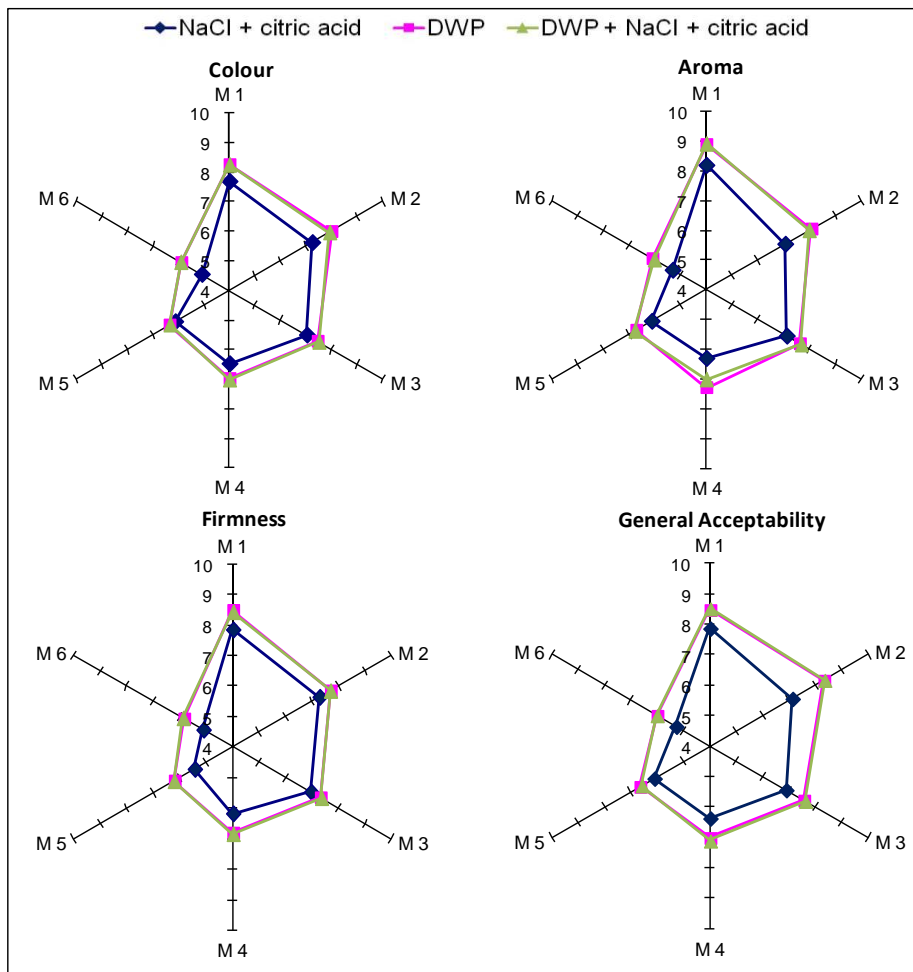 NaCl + citric acid DWP DWP + NaCl + citric acid
Colour
M 1
10
9
8
7
6
5
4
M 2
M 3
M 4
M 5
M 6
Aroma
M 1
10
9
8
7
6
5
4
M 2
M 3
M 4
M 5
M 6
Firmness
M 1
10
9
8
7
6
5
4
M 2
M 3
M 4
M 5
M 6
General Acceptability
M 1
10
9
8
7
6
5
4
M 2
M 3
M 4
M 5
M 6